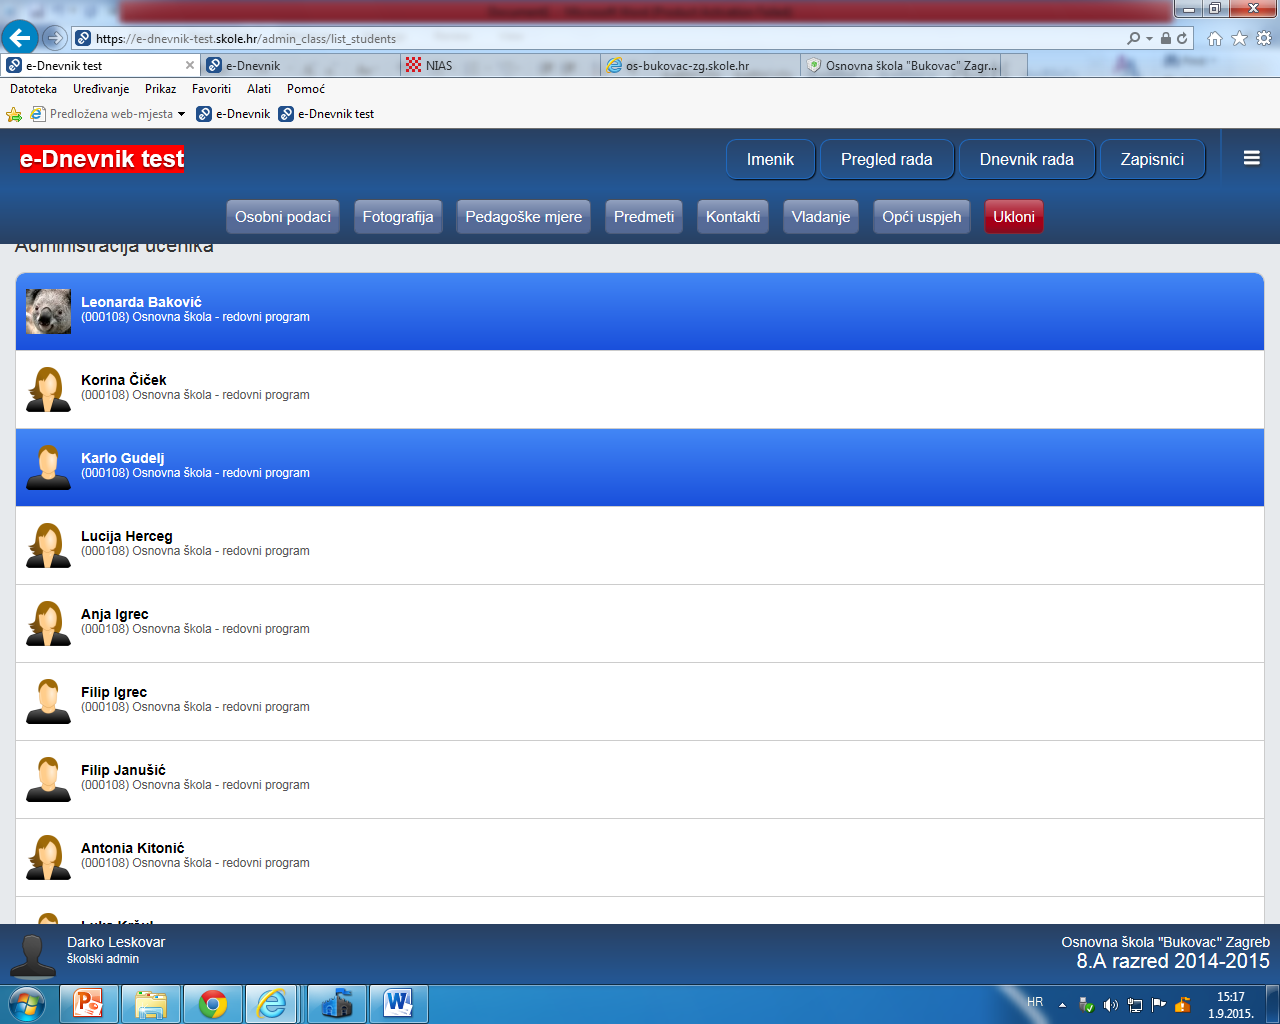 https://e-dnevnik-test.skole.hr/admin_class/list_students
e-Dnevnik test
e-Dnevnik
NIAS
os-bukovac-zg.skole.hr
Osnovna škola "Bukovac" Zagr...
Datoteka Uređivanje Prikaz Favoriti Alati Pomoć
Predložena web-mjesta e-Dnevnik e-Dnevnik test
e-Dnevnik test
Imenik Pregled rada Dnevnik rada Zapisnici
Osobni podaci Fotografija Pedagoške mjere Predmeti Kontakti Vladanje Opći uspjeh Ukloni
Administracija učenika
Leonarda Baković
(000108) Osnovna škola - redovni program
Korina Čiček
(000108) Osnovna škola - redovni program
Karlo Gudelj
(000108) Osnovna škola - redovni program
Lucija Herceg
(000108) Osnovna škola - redovni program
Anja Igrec
(000108) Osnovna škola - redovni program
Filip Igrec
(000108) Osnovna škola - redovni program
Filip Janušić
(000108) Osnovna škola - redovni program
Antonia Kitonić
(000108) Osnovna škola - redovni program
Darko Leskovar
školski admin
Osnovna škola "Bukovac" Zagreb
8.A razred 2014-2015
HR
15:17
1.9.2015.